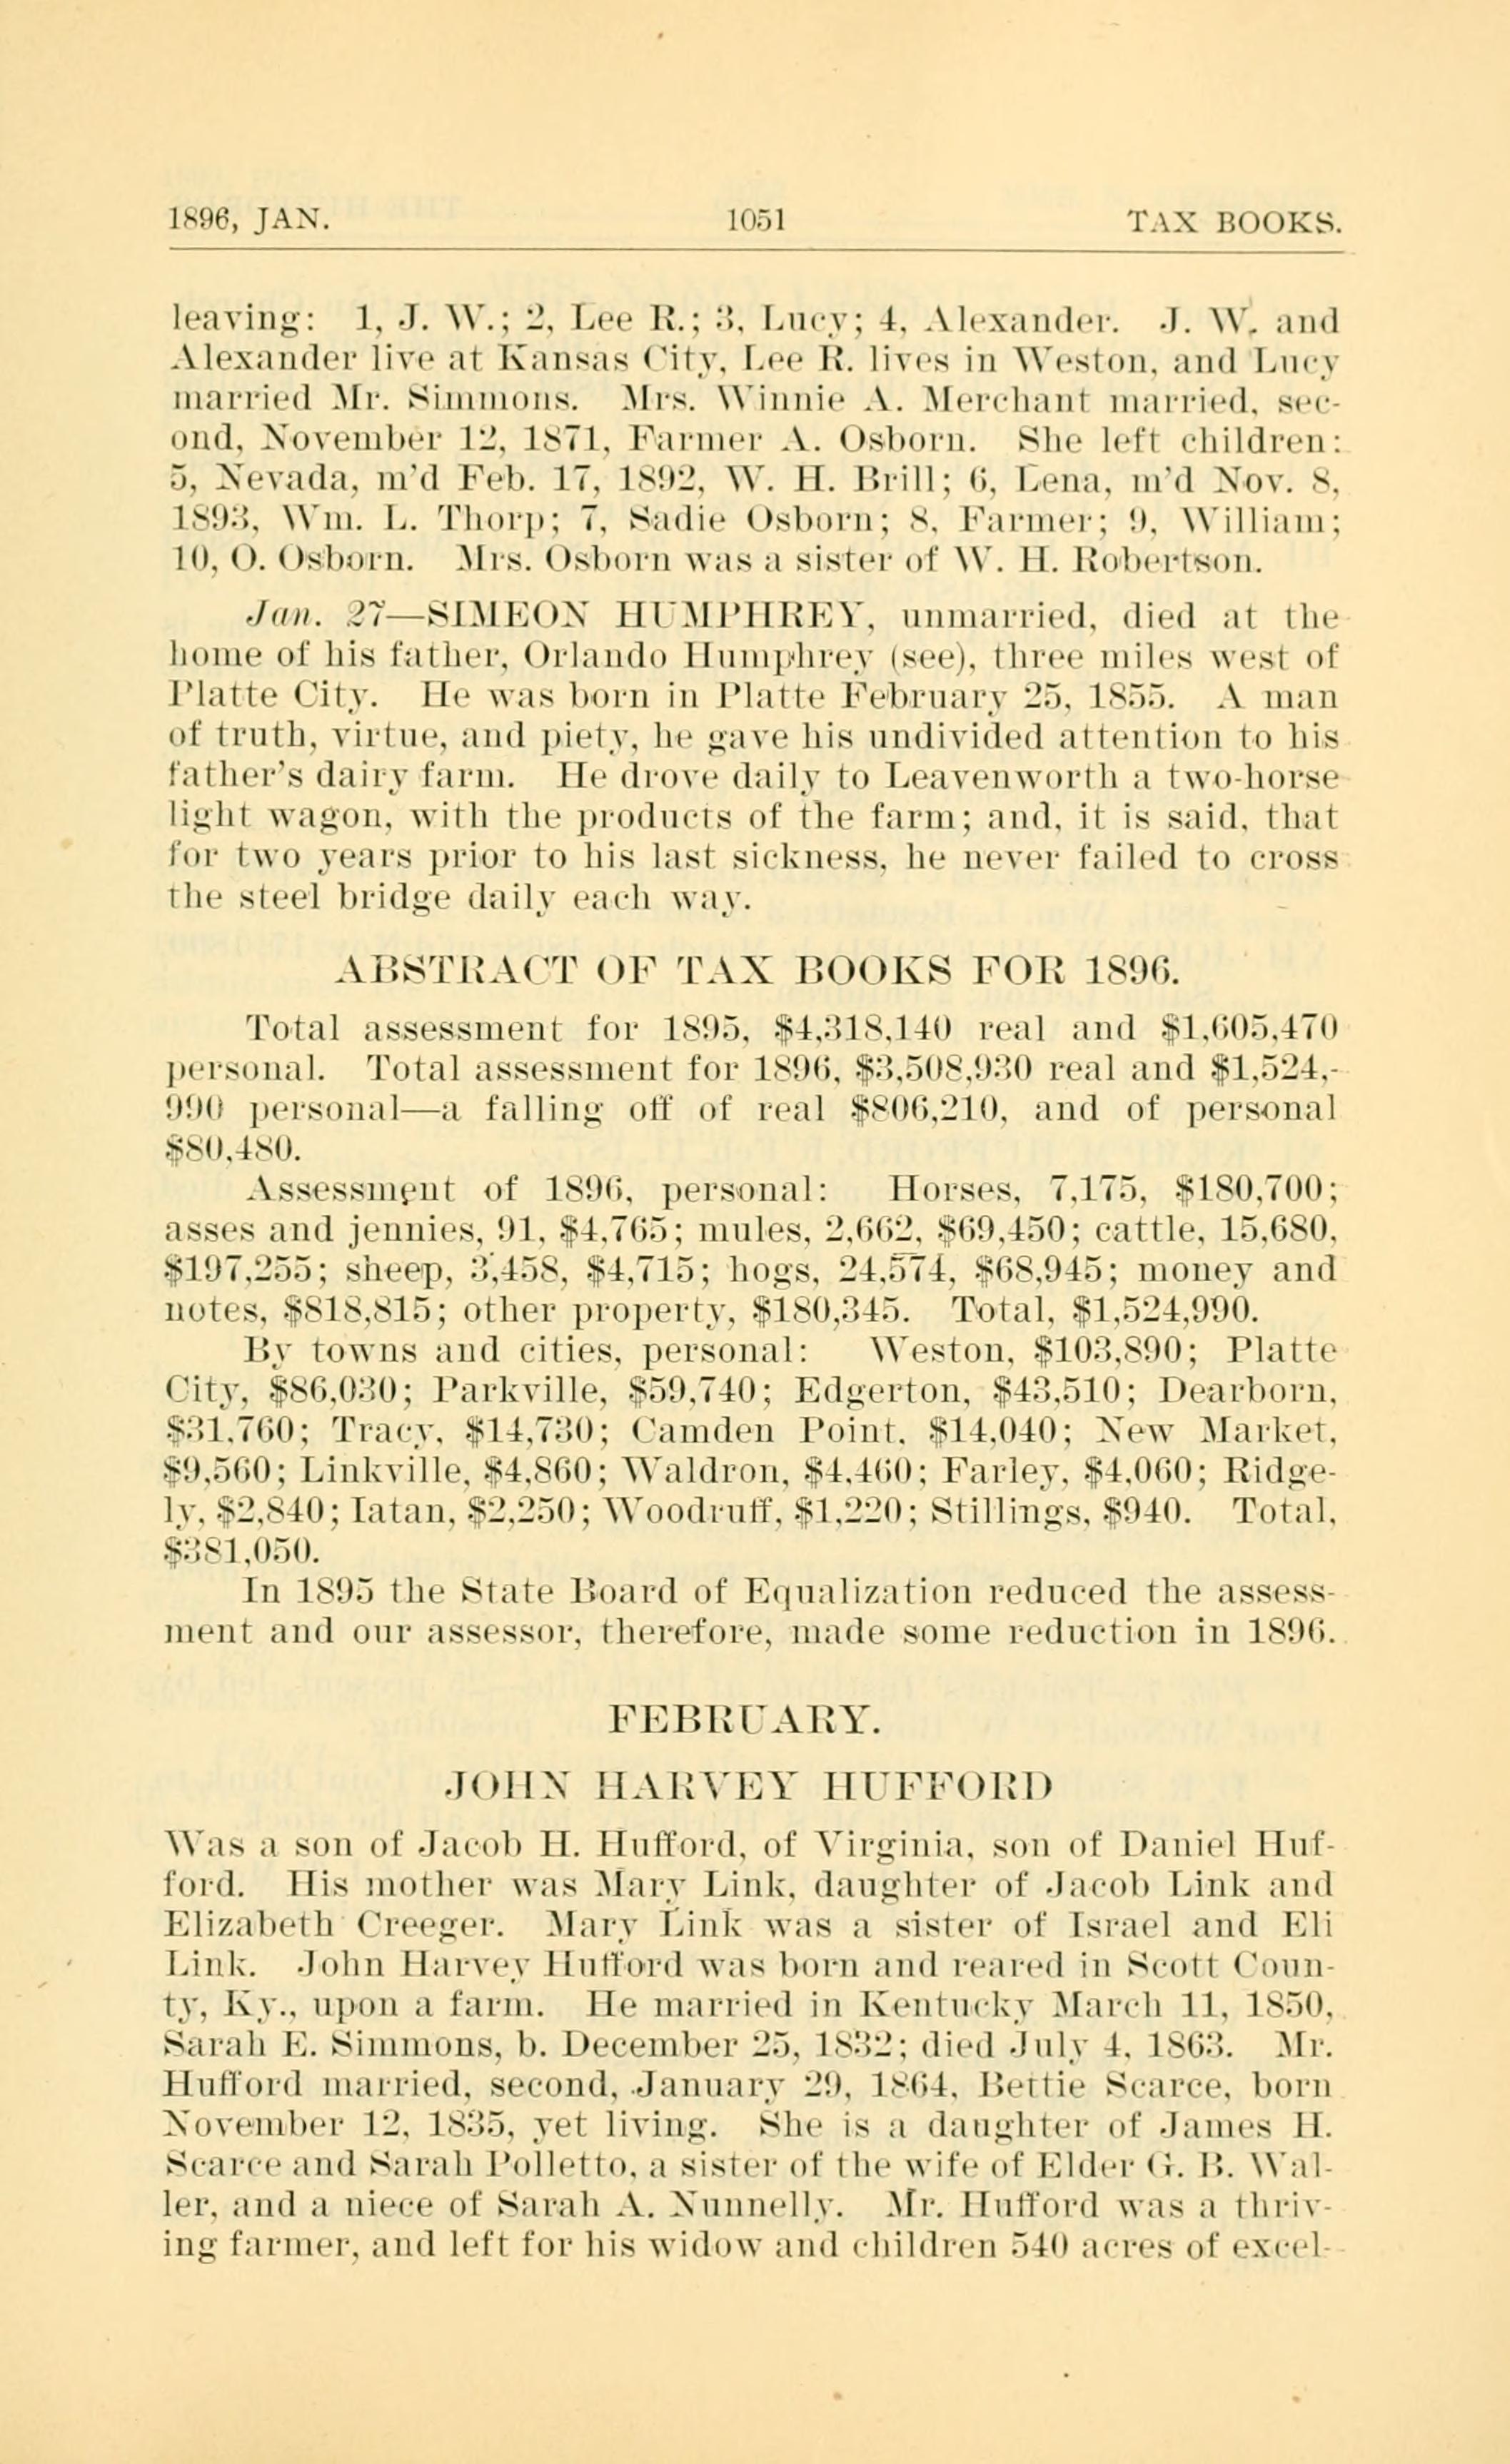 1896, JAN. 1051 TAX BOOKS.
leaving: 1, J. W.; 2, Lee R.; 3, Lucy; 4, Alexander. J. W. and
Alexander live at Kansas City, Lee R. lives in Weston, and Lucy
married Mr. Simmons. Mrs. Winnie A. Merchant married, sec-
ond, November 12, 1871, Farmer A. Osborn. She left children:
5, Nevada, m'd Feb. 17, 1892, W. H. Brill; 6, Lena, m'd Nov. 8,
1893, Wm. L. Thorp; 7, Sadie Osborn; 8, Farmer; 9, William;
10, O. Osborn. Mrs. Osborn was a sister of W. H. Robertson.
Jan. 27—SIMEON HUMPHREY, unmarried, died at the
home of his father, Orlando Humphrey (see), three miles west of
Platte City. He was born in Platte February 25, 1855. A man
of truth, virtue, and piety, he gave his undivided attention to his
father's dairy farm. He drove daily to Leavenworth a two-horse
light wagon, with the products of the farm; and, it is said, that
for two years prior to his last sickness, he never failed to cross
the steel bridge daily each way.
ABSTRACT OF TAX BOOKS FOR 1896.
Total assessment for 1895, $4,318,140 real and $1,605,470
personal. Total assessment for 1896, $3,508,930 real and $1,524,-
990 personal—a falling off of real $806,210, and of personal
$80,480.
Assessment of 1896, personal: Horses, 7,175, $180,700;
asses and jennies, 91, $4,765; mules, 2,662, $69,450; cattle, 15,680,
$197,255; sheep, 3,458, $4,715; hogs, 24,574, $68,945; money and
notes, $818,815; other property, $180,345. Total, $1,524,990.
By towns and cities, personal: Weston, $103,890; Platte
City, $86,030; Parkville, $59,740; Edgerton, $43,510; Dearborn,
$31,760; Tracy, $14,730; Camden Point, $14,040; New Market,
$9,560; Linkville, $4,860; Waldron, $4,460; Farley, $4,060; Ridge-
ly, $2,840; Iatan, $2,250; Woodruff, $1,220; Stillings, $940. Total,
$381,050.
In 1895 the State Board of Equalization reduced the assess-
ment and our assessor, therefore, made some reduction in 1896.
FEBRUARY.
JOHN HARVEY HUFFORD
Was a son of Jacob H. Hufford, of Virginia, son of Daniel Huf-
ford. His mother was Mary Link, daughter of Jacob Link and
Elizabeth Creeger. Mary Link was a sister of Israel and Eli
Link. John Harvey Hufford was born and reared in Scott Coun-
ty, Ky., upon a farm. He married in Kentucky March 11, 1850,
Sarah E. Simmons, b. December 25, 1832; died July 4, 1863. Mr.
Hufford married, second, January 29, 1864, Bettie Scarce, born
November 12, 1835, yet living. She is a daughter of James H.
Scarce and Sarah Polletto, a sister of the wife of Elder G. B. Wal-
ler, and a niece of Sarah A. Nunnelly. Mr. Hufford was a thriv-
ing farmer, and left for his widow and children 540 acres of excel-